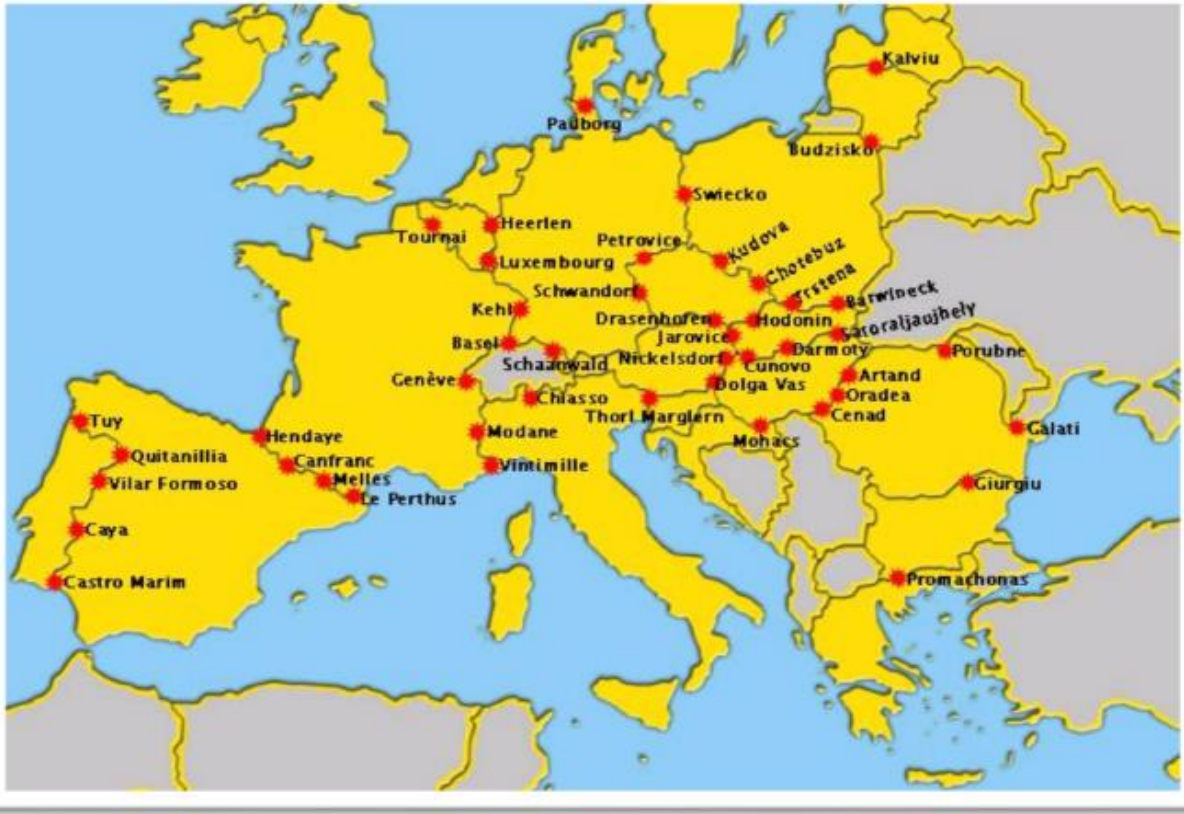 Kalviu
Padborg
Budzisko
Swiecko
Heerlen
Tournai
Petrovice
Kudova
Luxembourg
Chotebuz
Trstena
Schwandorf
Barwineck
Kehl
Drasenhofen
Hodonin
Satoraljaujhely
Jarovice
Basel
Schaanwald
Nickelsdorf
Cunovo
Darmoty
Porubne
Genève
Dolga Vas
Artand
Chiasso
Oradea
Thorl Marglern
Cenad
Tuy
Hendaye
Modane
Mohacs
Galati
Quitanillia
Canfranc
Vintimille
Vilar Formoso
Melles
Giurgiu
Le Perthus
Caya
Castro Marim
Promachonas